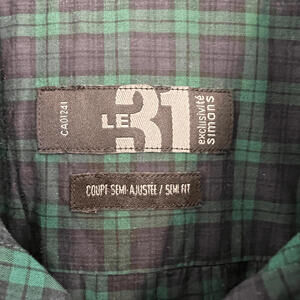 CA01241
LE 31
exclusivité
simons
COUPE SEMI-AJUSTÉE / SEMI FIT